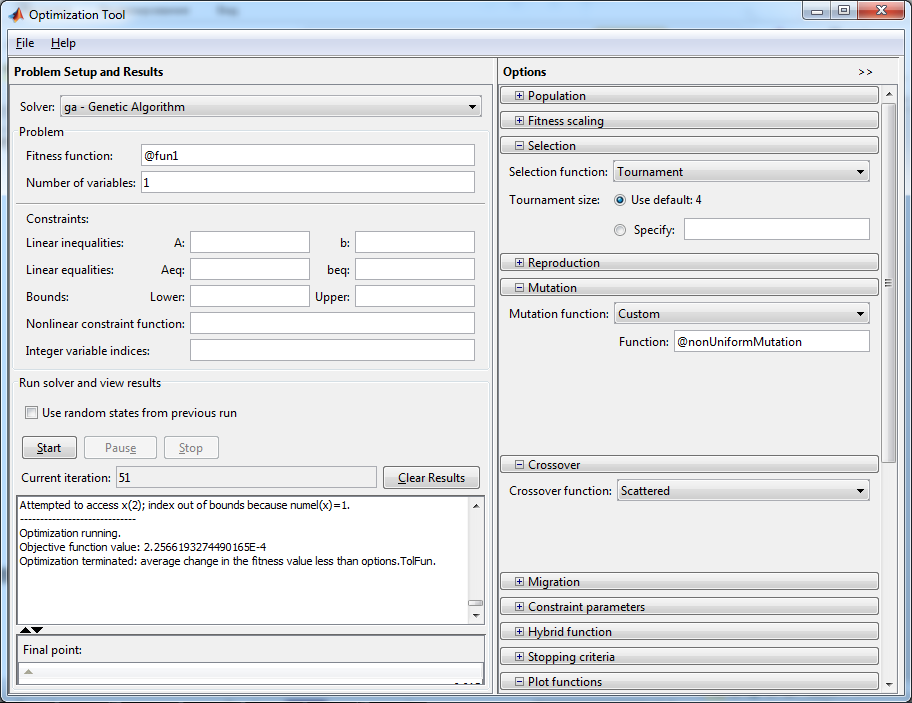 Optimization Tool
File Help
Problem Setup and Results
Solver: ga - Genetic Algorithm
Problem
Fitness function: @fun1
Number of variables: 1
Constraints:
Linear inequalities: A: b:
Linear equalities: Aeq: beq:
Bounds: Lower: Upper:
Nonlinear constraint function:
Integer variable indices:
Run solver and view results
Use random states from previous run
Start Pause Stop
Current iteration: 51 Clear Results
Attempted to access x(2); index out of bounds because numel(x)=1.
-----------------------------
Optimization running.
Objective function value: 2.2566193274490165E-4
Optimization terminated: average change in the fitness value less than options.TolFun.
Final point:
Options >>
Population
Fitness scaling
Selection
Selection function: Tournament
Tournament size: Use default: 4
Specify:
Reproduction
Mutation
Mutation function: Custom
Function: @nonUniformMutation
Crossover
Crossover function: Scattered
Migration
Constraint parameters
Hybrid function
Stopping criteria
Plot functions